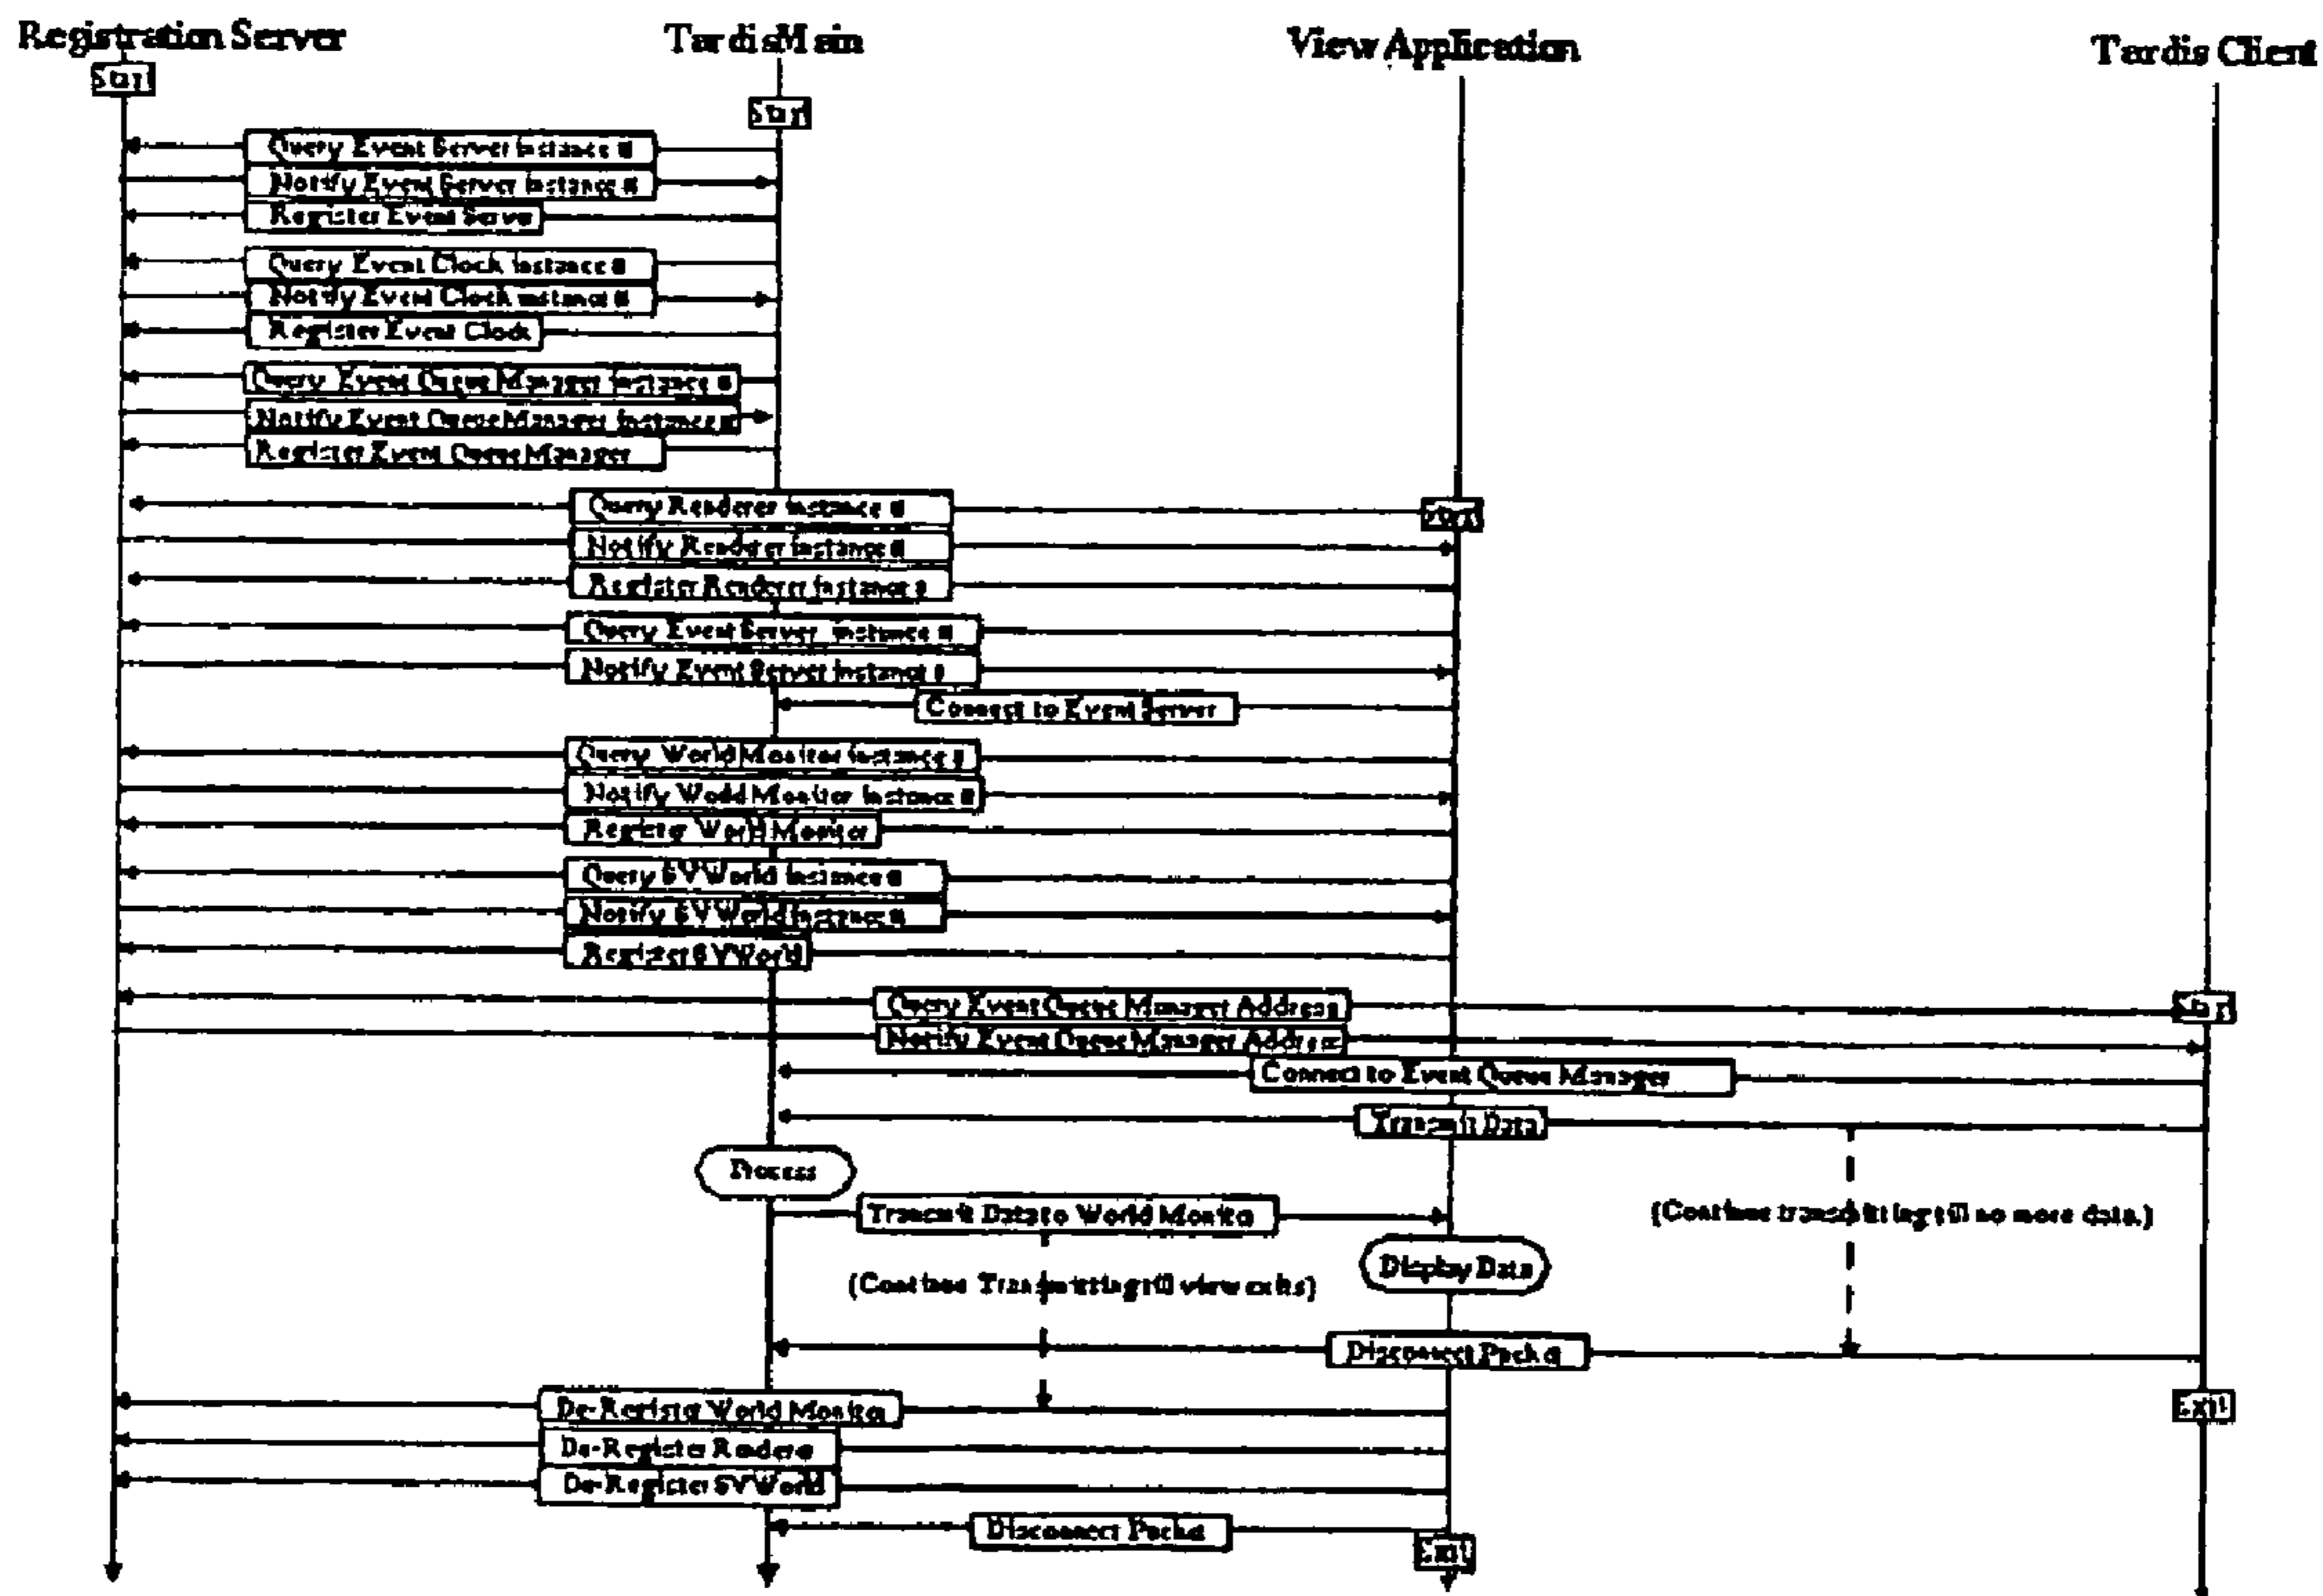 Registration Server
Tardis Main
View Application
Tardis Client
Start
Start
Query Event Server instance #
Notify Event Server instance #
Register Event Server
Query Event Clock instance #
Notify Event Clock instance #
Register Event Clock
Query Event Queue Manager instance #
Notify Event Queue Manager instance #
Register Event Queue Manager
Query Renderer instance #
Start
Notify Renderer instance #
Register Renderer instance #
Query Event Server instance #
Notify Event Server instance #
Connect to Event Server
Query World Monitor instance #
Notify World Monitor instance #
Register World Monitor
Query SVWorld instance #
Notify SVWorld instance #
Register SVWorld
Query Event Queue Manager Address
Start
Notify Event Queue Manager Address
Connect to Event Queue Manager
Transmit Data
Process
Transmit Data to World Monitor
(Continue transmitting till no more data.)
Display Data
(Continue Transmitting till view exits)
Disconnect Packet
De-Register World Monitor
Exit
De-Register Renderer
De-Register SVWorld
Disconnect Packet
Exit